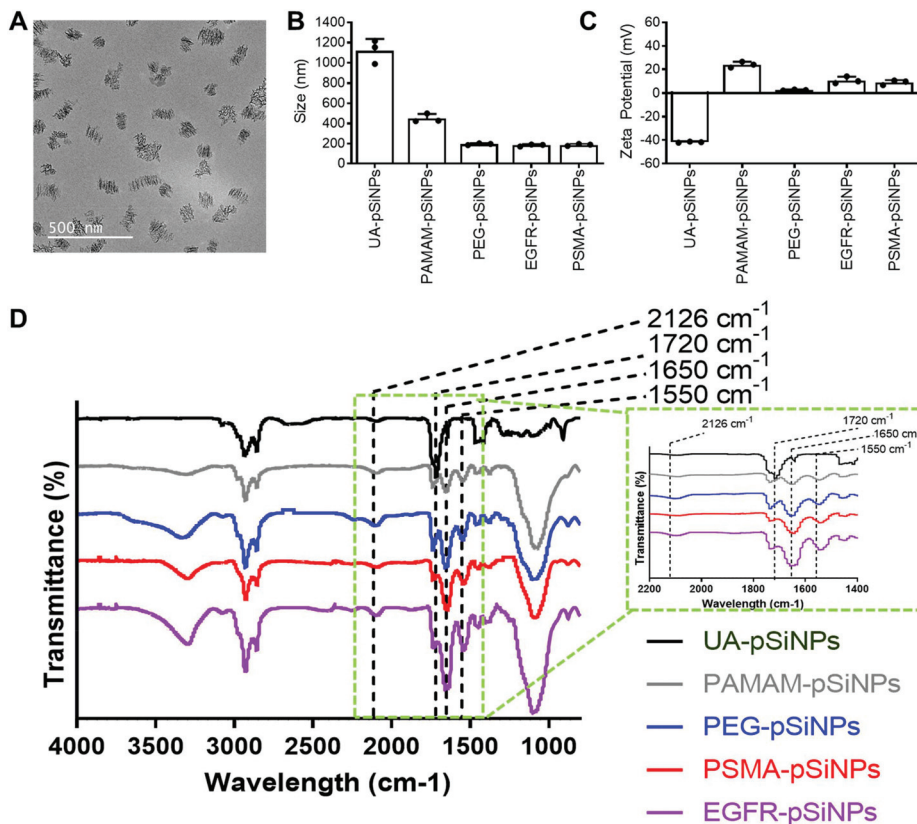 A
500 nm
B
Size
(nm)
1400
1200
1000
800
600
400
200
0
UA-pSiNPs
PAMAM-pSiNPs
PEG-pSiNPs
EGFR-pSiNPs
PSMA-pSiNPs
C
Zeta Potential (mV)
60
40
20
0
-20
-40
-60
UA-pSiNPs
PAMAM-pSiNPs
PEG-pSiNPs
EGFR-pSiNPs
PSMA-pSiNPs
D
2126 cm⁻¹
1720 cm⁻¹
1650 cm⁻¹
1550 cm⁻¹
Transmittance (%)
4000 3500 3000 2500 2000 1500 1000
Wavelength (cm-1)
2126 cm⁻¹
1720 cm⁻¹
1650 cm⁻¹
1550 cm⁻¹
Transmittance (%)
2200 2000 1800 1600 1400
Wavelength (cm-1)
UA-pSiNPs
PAMAM-pSiNPs
PEG-pSiNPs
PSMA-pSiNPs
EGFR-pSiNPs